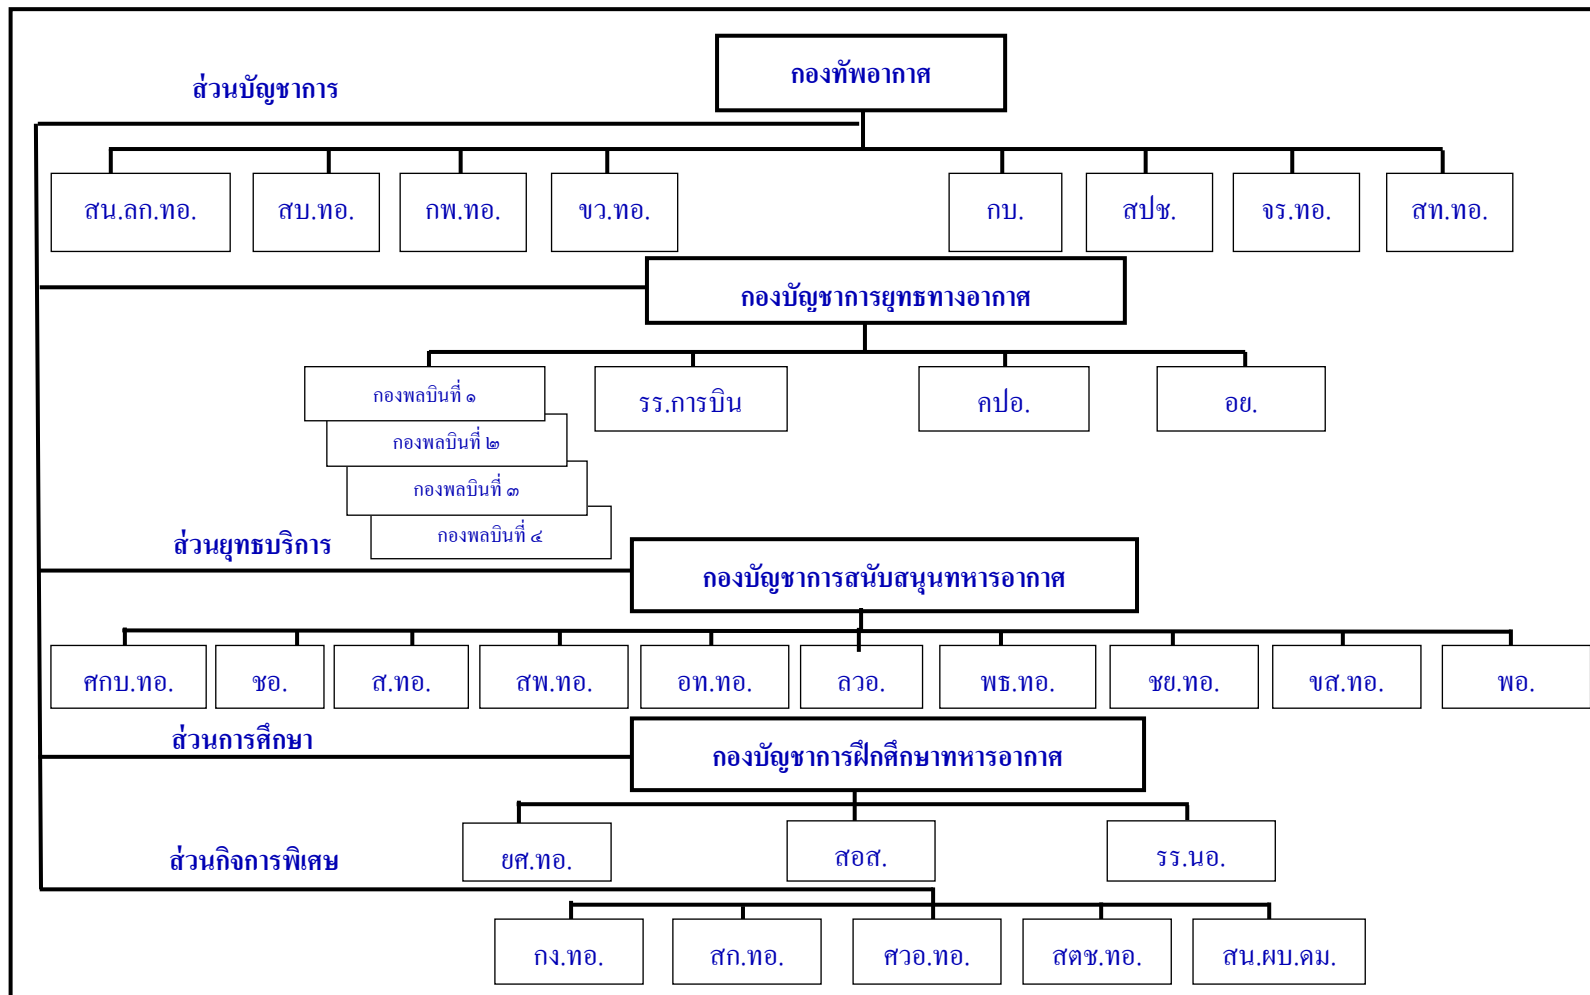 กองทัพอากาศ
ส่วนบัญชาการ
สน.ลก.ทอ. สบ.ทอ. กพ.ทอ. ขว.ทอ. กบ. สปช. จร.ทอ. สท.ทอ.
กองบัญชาการยุทธทางอากาศ
กองพลบินที่ ๑ รร.การบิน คปอ. อย.
กองพลบินที่ ๒
กองพลบินที่ ๓
กองพลบินที่ ๔
ส่วนยุทธบริการ
กองบัญชาการสนับสนุนทหารอากาศ
ศกบ.ทอ. ชอ. ส.ทอ. สพ.ทอ. อท.ทอ. ลวอ. พธ.ทอ. ชย.ทอ. ขส.ทอ. พอ.
ส่วนการศึกษา
กองบัญชาการฝึกศึกษาทหารอากาศ
ยศ.ทอ. สอส. รร.นอ.
ส่วนกิจการพิเศษ
กง.ทอ. สก.ทอ. ศวอ.ทอ. สตช.ทอ. สน.ผบ.ดม.